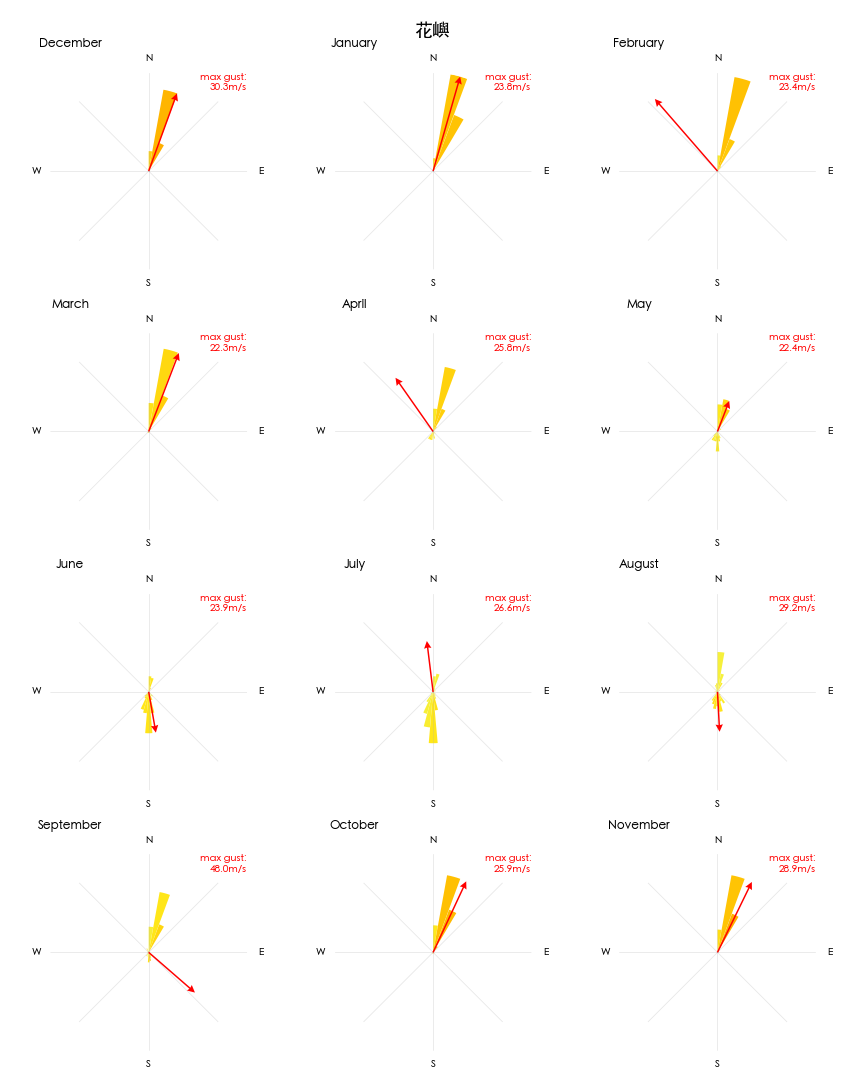 花嶼
December
N
max gust:
30.3m/s
W
E
S
January
N
max gust:
23.8m/s
W
E
S
February
N
max gust:
23.4m/s
W
E
S
March
N
max gust:
22.3m/s
W
E
S
April
N
max gust:
25.8m/s
W
E
S
May
N
max gust:
22.4m/s
W
E
S
June
N
max gust:
23.9m/s
W
E
S
July
N
max gust:
26.6m/s
W
E
S
August
N
max gust:
29.2m/s
W
E
S
September
N
max gust:
48.0m/s
W
E
S
October
N
max gust:
25.9m/s
W
E
S
November
N
max gust:
28.9m/s
W
E
S